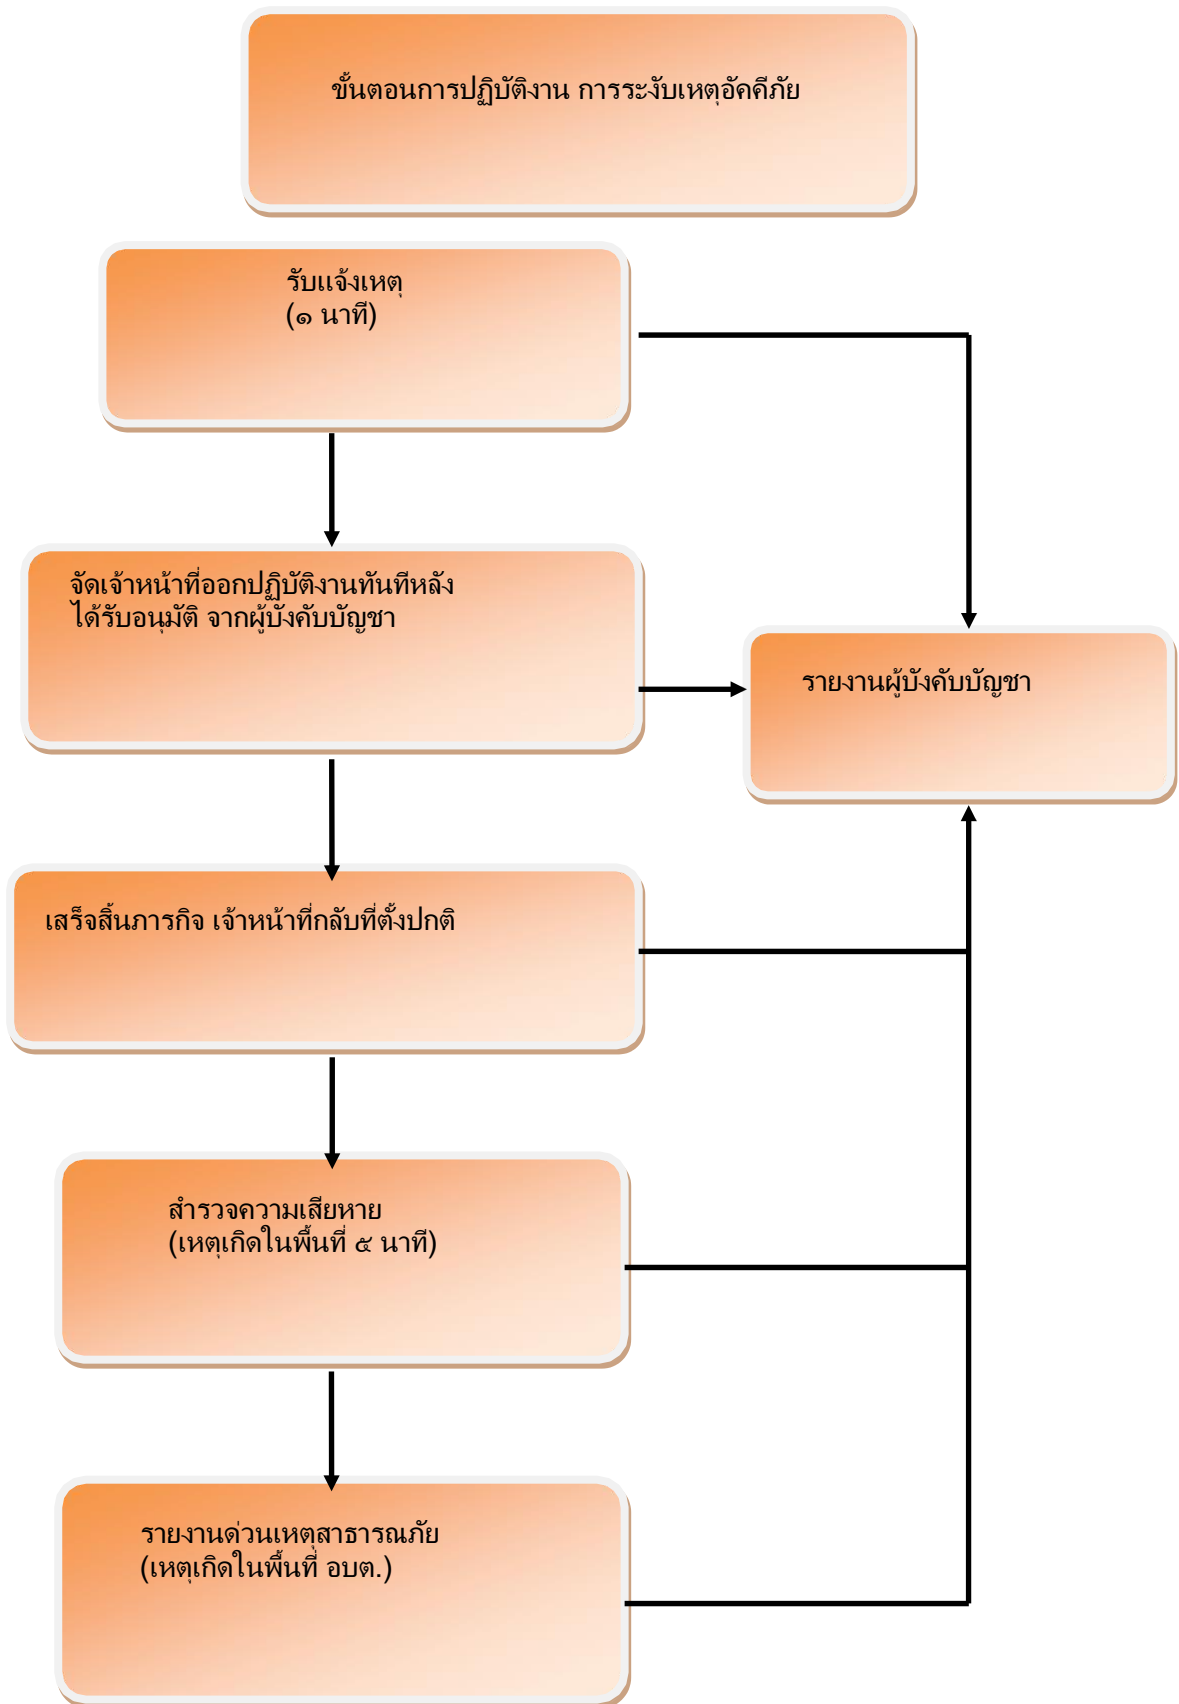 ขั้นตอนการปฏิบัติงาน การระงับเหตุอัคคีภัย
รับแจ้งเหตุ
(๑ นาที)
จัดเจ้าหน้าที่ออกปฏิบัติงานทันทีหลัง
ได้รับอนุมัติ จากผู้บังคับบัญชา
รายงานผู้บังคับบัญชา
เสร็จสิ้นภารกิจ เจ้าหน้าที่กลับที่ตั้งปกติ
สำรวจความเสียหาย
(เหตุเกิดในพื้นที่ ๕ นาที)
รายงานด่วนเหตุสาธารณภัย
(เหตุเกิดในพื้นที่ อบต.)